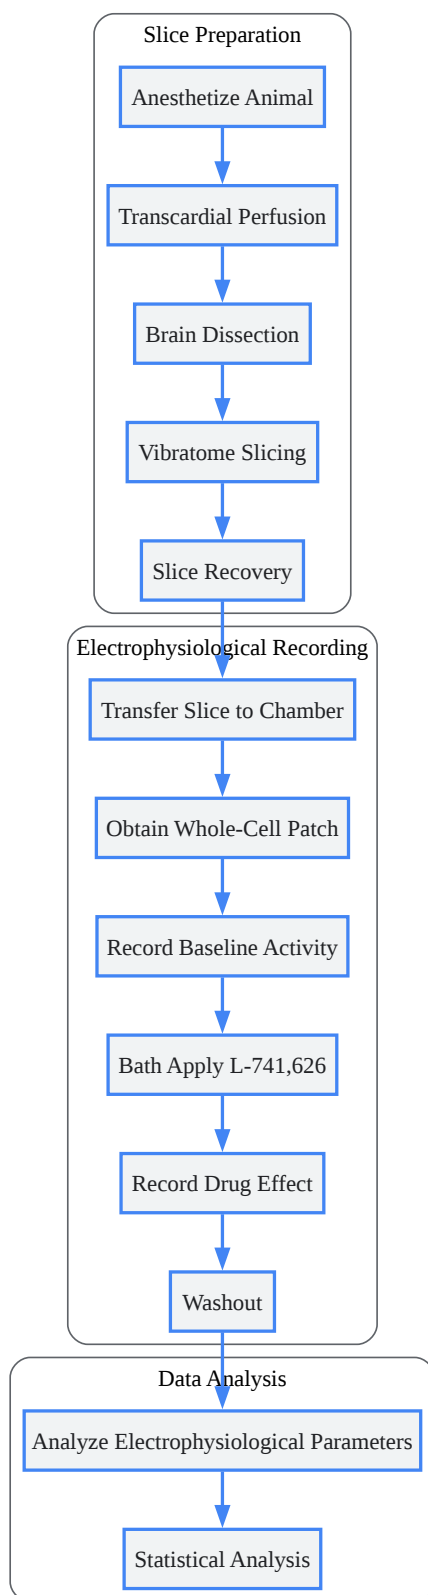 Slice Preparation
Anesthetize Animal
Transcardial Perfusion
Brain Dissection
Vibratome Slicing
Slice Recovery
Electrophysiological Recording
Transfer Slice to Chamber
Obtain Whole-Cell Patch
Record Baseline Activity
Bath Apply L-741,626
Record Drug Effect
Washout
Data Analysis
Analyze Electrophysiological Parameters
Statistical Analysis